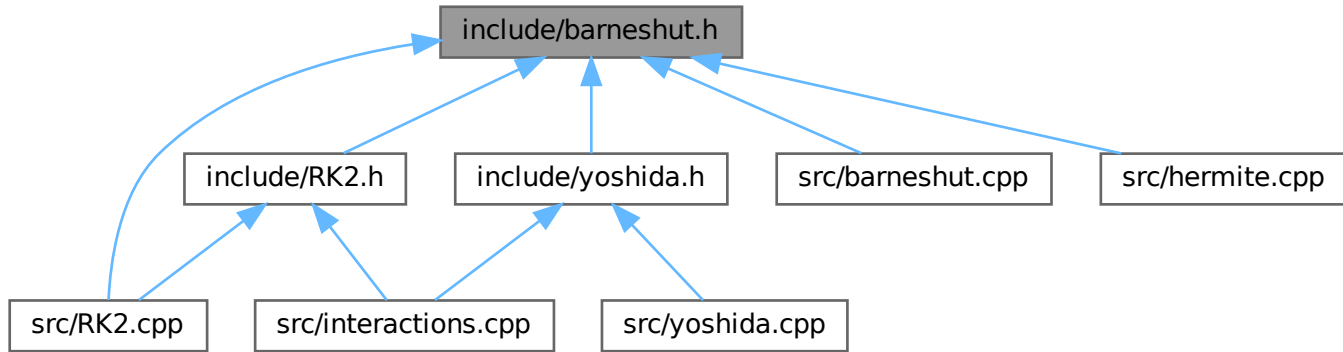 include/barneshut.h
include/RK2.h
include/yoshida.h
src/barneshut.cpp
src/hermite.cpp
src/RK2.cpp
src/interactions.cpp
src/yoshida.cpp